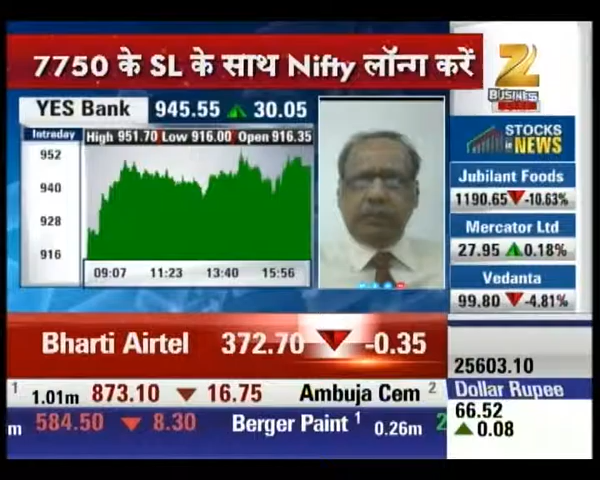 7750 के SL के साथ Nifty लॉन्ग करें
Z
BUSINESS
YES Bank 945.55 30.05
Intraday High 951.70 Low 916.00 Open 916.35
952
940
928
916
09:07 11:23 13:40 15:56
STOCKS
in NEWS
Jubilant Foods
1190.65 -10.63%
Mercator Ltd
27.95 0.18%
Vedanta
99.80 -4.81%
Bharti Airtel 372.70 -0.35
25603.10
1 1.01m 873.10 16.75 Ambuja Cem 2
Dollar Rupee
66.52
0.08
m 584.50 8.30 Berger Paint 1 0.26m 2